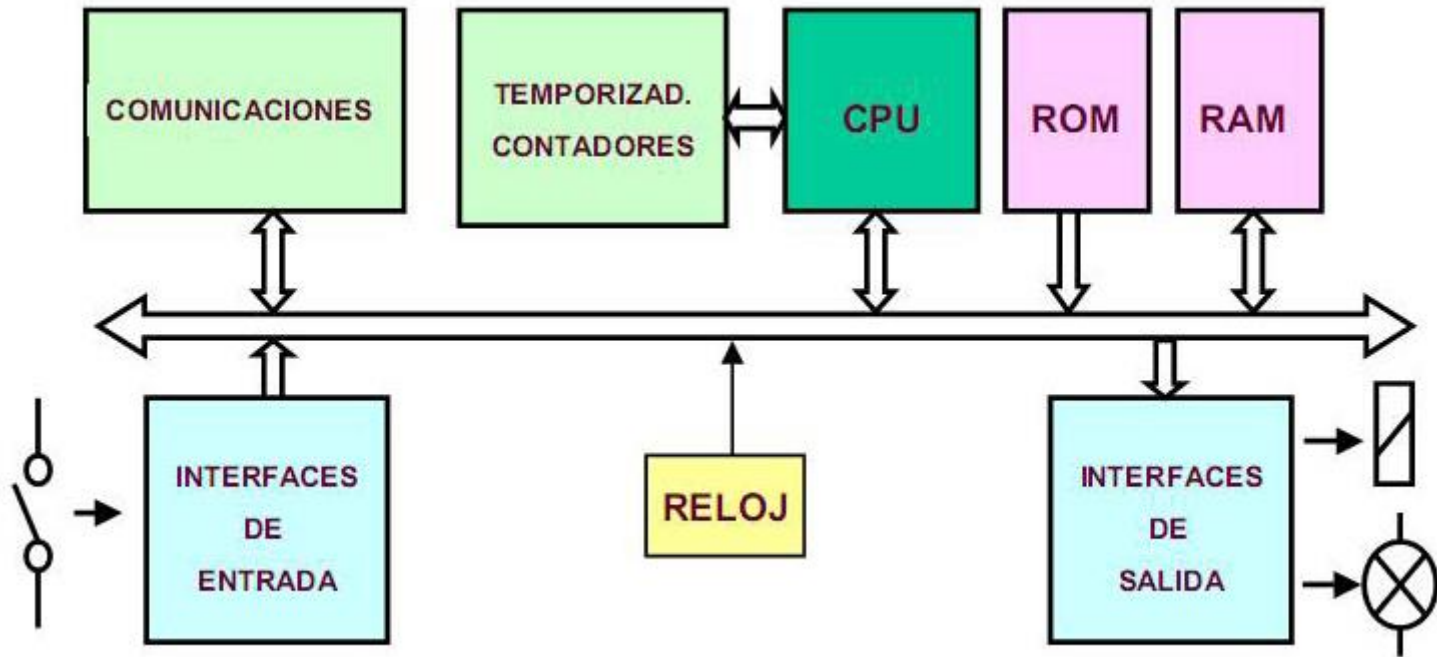 COMUNICACIONES
TEMPORIZAD.
CONTADORES
CPU
ROM
RAM
INTERFACES
DE
ENTRADA
RELOJ
INTERFACES
DE
SALIDA